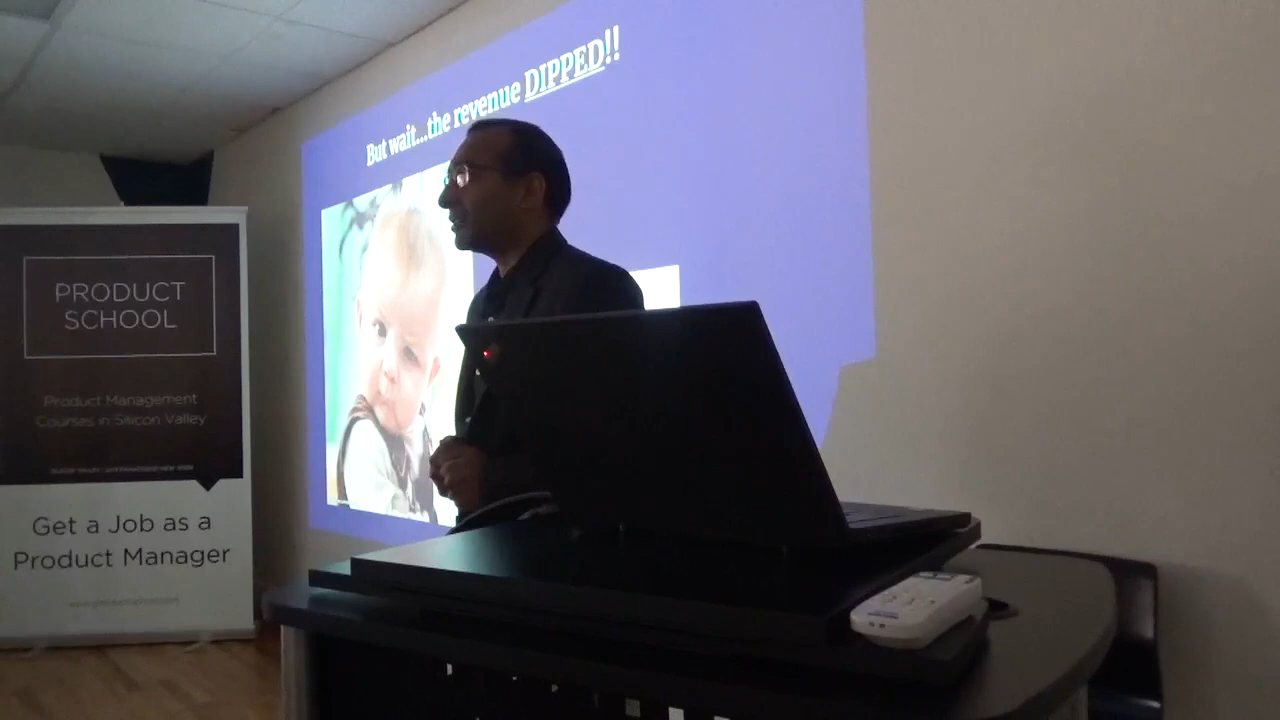 But wait...the revenue DIPPED!!
PRODUCT
SCHOOL
Product Management
Courses in Silicon Valley
Get a Job as a
Product Manager